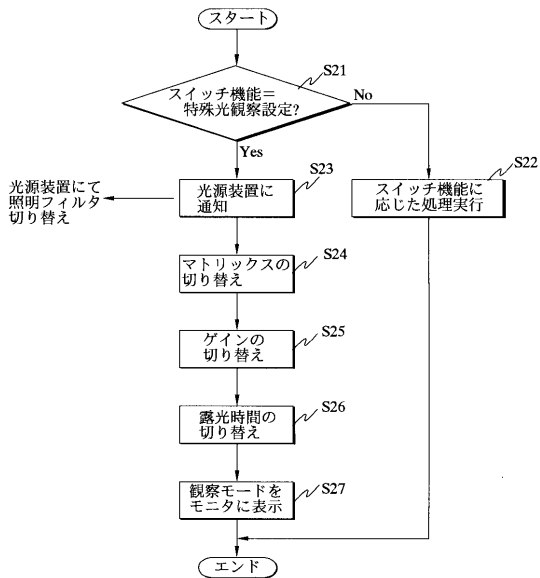 スタート
S21
スイッチ機能＝
特殊光観察設定?
No
Yes
S23
S22
光源装置にて
照明フィルタ
切り替え
光源装置に
通知
スイッチ機能に
応じた処理実行
S24
マトリックスの
切り替え
S25
ゲインの
切り替え
S26
露光時間の
切り替え
S27
観察モードを
モニタに表示
エンド